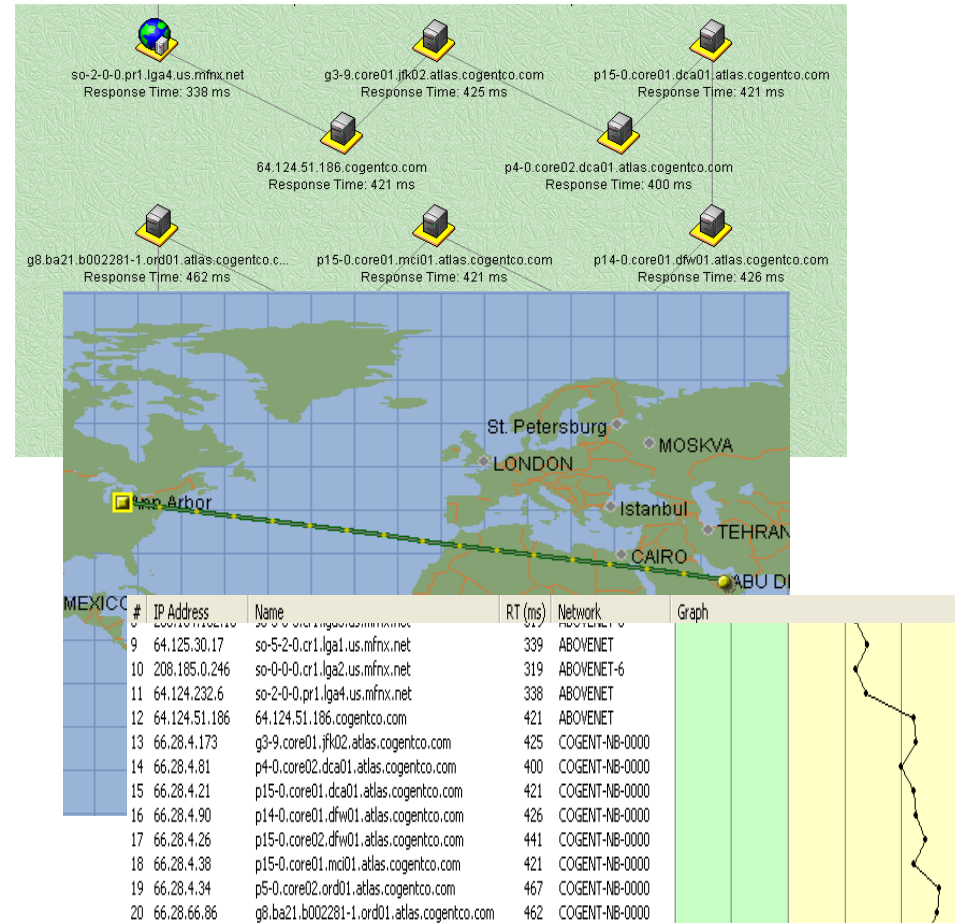 so-2-0-0.pr1.lga4.us.mfnx.net
Response Time: 338 ms
g3-9.core01.jfk02.atlas.cogentco.com
Response Time: 425 ms
p15-0.core01.dca01.atlas.cogentco.com
Response Time: 421 ms
64.124.51.186.cogentco.com
Response Time: 421 ms
p4-0.core02.dca01.atlas.cogentco.com
Response Time: 400 ms
g8.ba21.b002281-1.ord01.atlas.cogentco.c...
Response Time: 462 ms
p15-0.core01.mci01.atlas.cogentco.com
Response Time: 421 ms
p14-0.core01.dfw01.atlas.cogentco.com
Response Time: 426 ms
St. Petersburg
MOSKVA
LONDON
Ann Arbor
Istanbul
TEHRAN
CAIRO
ABU D
MEXICO
# IP Address Name RT (ms) Network Graph
9 64.125.30.17 so-5-2-0.cr1.lga1.us.mfnx.net 339 ABOVENET
10 208.185.0.246 so-0-0-0.cr1.lga2.us.mfnx.net 319 ABOVENET-6
11 64.124.232.6 so-2-0-0.pr1.lga4.us.mfnx.net 338 ABOVENET
12 64.124.51.186 64.124.51.186.cogentco.com 421 ABOVENET
13 66.28.4.173 g3-9.core01.jfk02.atlas.cogentco.com 425 COGENT-NB-0000
14 66.28.4.81 p4-0.core02.dca01.atlas.cogentco.com 400 COGENT-NB-0000
15 66.28.4.21 p15-0.core01.dca01.atlas.cogentco.com 421 COGENT-NB-0000
16 66.28.4.90 p14-0.core01.dfw01.atlas.cogentco.com 426 COGENT-NB-0000
17 66.28.4.26 p15-0.core02.dfw01.atlas.cogentco.com 441 COGENT-NB-0000
18 66.28.4.38 p15-0.core01.mci01.atlas.cogentco.com 421 COGENT-NB-0000
19 66.28.4.34 p5-0.core02.ord01.atlas.cogentco.com 467 COGENT-NB-0000
20 66.28.66.86 g8.ba21.b002281-1.ord01.atlas.cogentco.com 462 COGENT-NB-0000